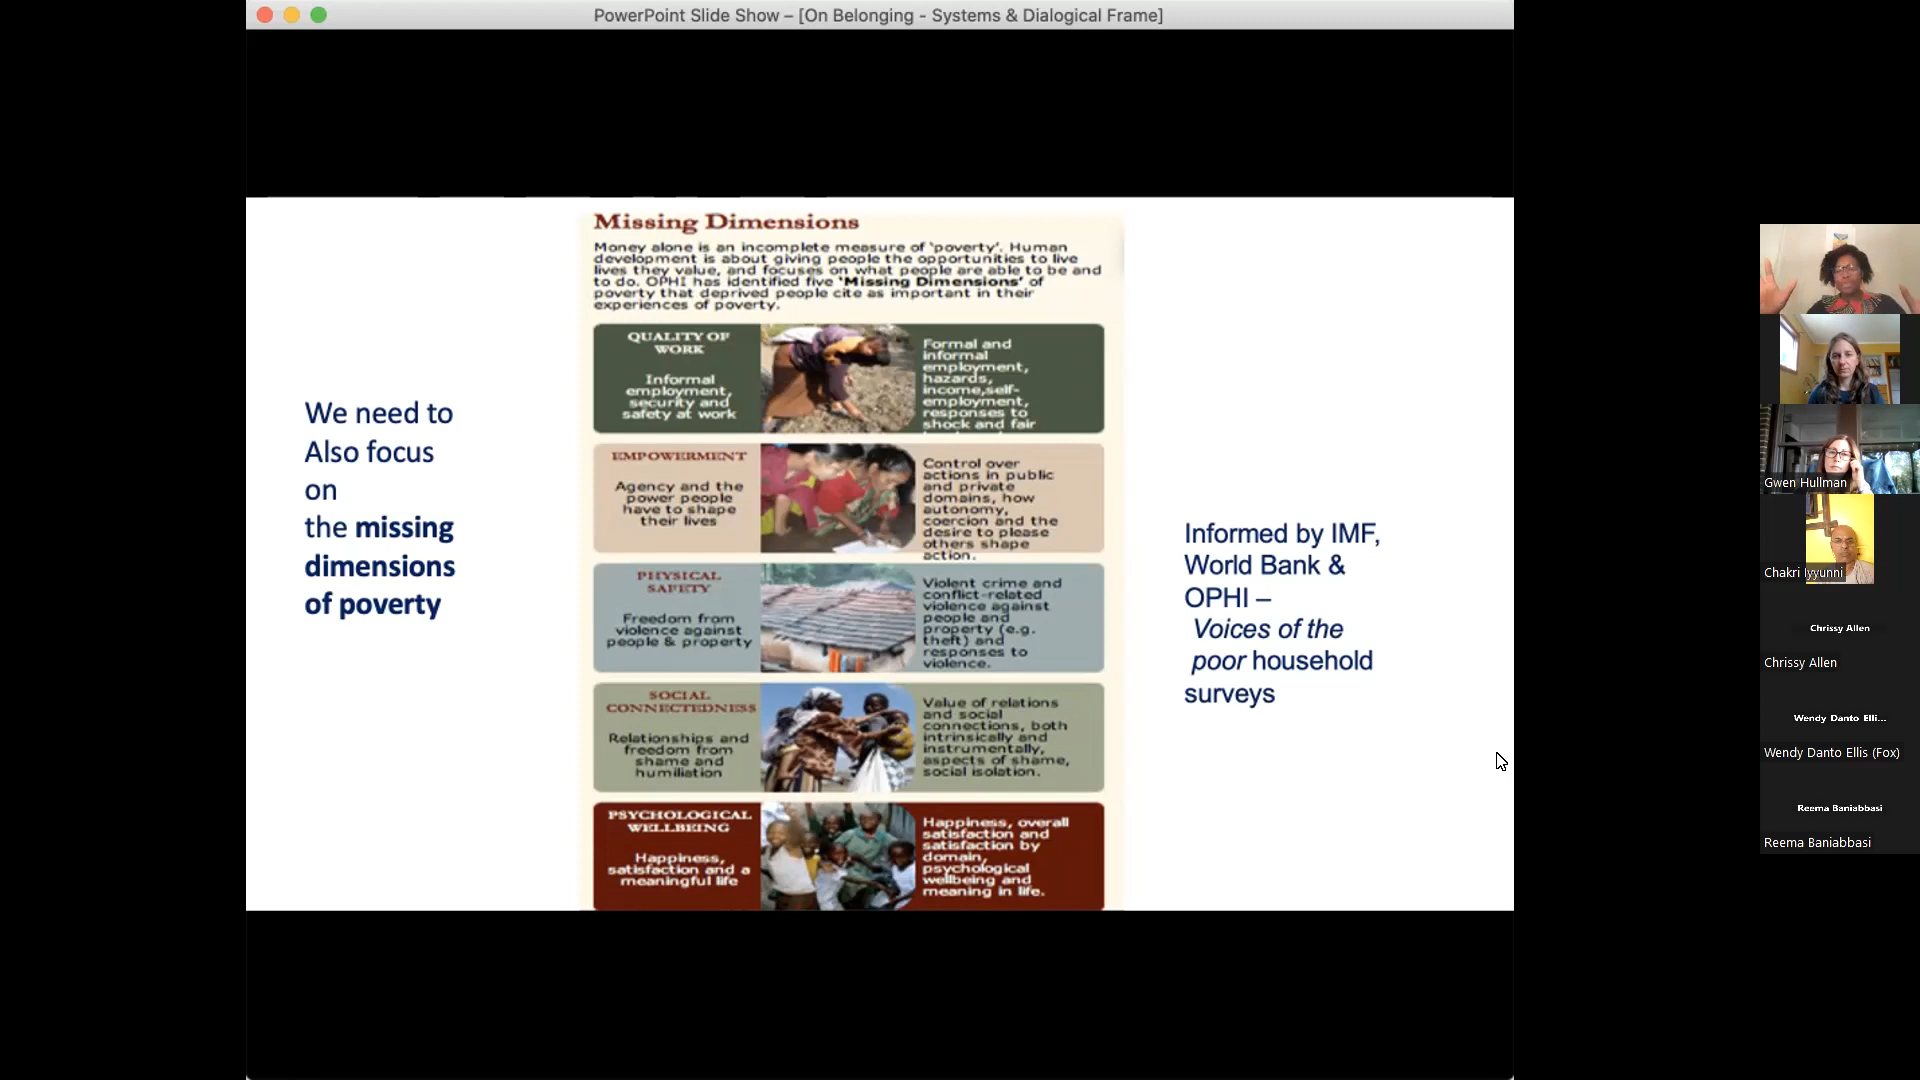 PowerPoint Slide Show – [On Belonging - Systems & Dialogical Frame]
We need to
Also focus
on
the missing
dimensions
of poverty
Missing Dimensions
Money alone is an incomplete measure of 'poverty'. Human
development is about giving people the opportunities to live
lives they value, and focuses on what people are able to be and
to do. OPHI has identified five 'Missing Dimensions' of
poverty that deprived people cite as important in their
experiences of poverty.
QUALITY OF
WORK
Informal
employment,
security and
safety at work
Formal and
informal
employment,
hazards,
income,self-
employment,
responses to
shock and fair
EMPOWERMENT
Agency and the
power people
have to shape
their lives
Control over
actions in public
and private
domains, how
autonomy,
coercion and the
desire to please
others shape
action.
PHYSICAL
SAFETY
Freedom from
violence against
people & property
Violent crime and
conflict-related
violence against
people and
property (e.g.
theft) and
responses to
violence.
SOCIAL
CONNECTEDNESS
Relationships and
freedom from
shame and
humiliation
Value of relations
and social
connections, both
intrinsically and
instrumentally,
aspects of shame,
social isolation.
PSYCHOLOGICAL
WELLBEING
Happiness,
satisfaction and a
meaningful life
Happiness, overall
satisfaction and
satisfaction by
domain,
psychological
wellbeing and
meaning in life.
Informed by IMF,
World Bank &
OPHI –
Voices of the
poor household
surveys
Gwen Hullman
Chakri Iyyunni
Chrissy Allen
Chrissy Allen
Wendy Danto Elli...
Wendy Danto Ellis (Fox)
Reema Baniabbasi
Reema Baniabbasi